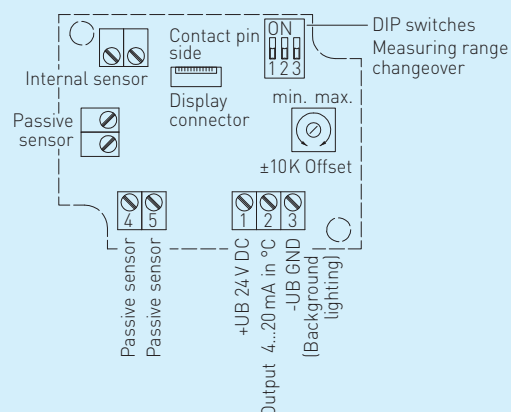 DIP switches
Measuring range
changeover
ON
1 2 3
Contact pin
side
Internal sensor
Display
connector
min. max.
Passive
sensor
±10K Offset
4 5
1 2 3
Passive sensor
Passive sensor
+UB 24 V DC
Output 4...20 mA in °C
-UB GND
(Background
lighting)